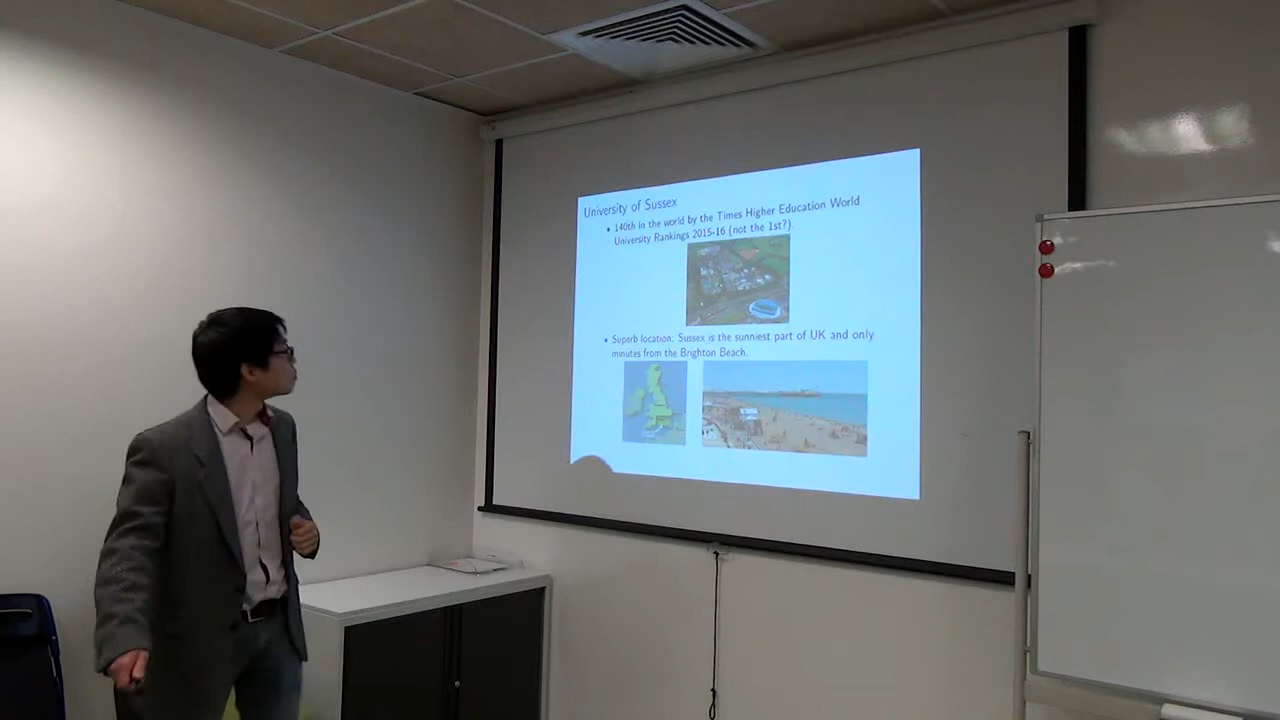 University of Sussex
140th in the world by the Times Higher Education World
University Rankings 2015-16 (not the 1st?).
Superb location: Sussex is the sunniest part of UK and only
minutes from the Brighton Beach.